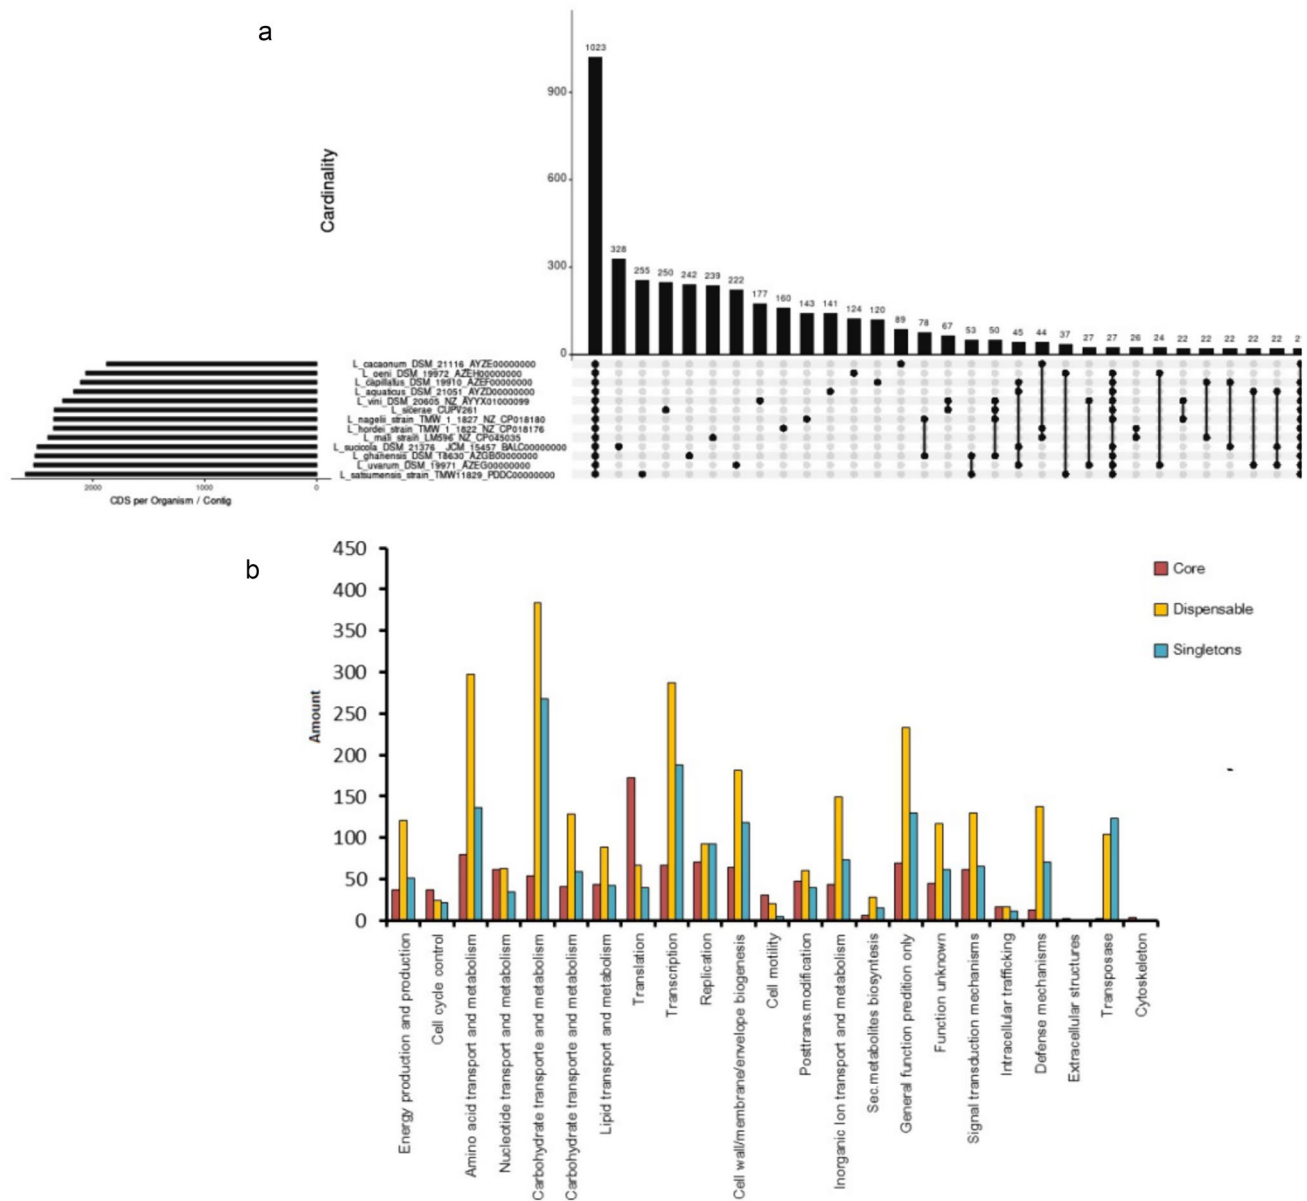 a
Cardinality
900
600
300
0
1023
328
255
250
242
239
222
177
160
143
141
124
120
89
78
67
53
50
45
44
37
27
27
26
24
22
22
22
22
22
2
L_cacaonum_DSM_21116_AYZE00000000
L_oeni_DSM_19972_AZEH00000000
L_capillatus_DSM_19910_AZEF00000000
L_aquaticus_DSM_21051_AYZD00000000
L_vini_DSM_20605_NZ_AYYX01000099
L_sicerae_CUPV261
L_nagelii_strain_TMW_1_1827_NZ_CP018180
L_hordei_strain_TMW_1_1822_NZ_CP018176
L_mali_strain_LM596_NZ_CP045035
L_sucicola_DSM_21376__JCM_15457_BALC00000000
L_ghanensis_DSM_18630_AZGB00000000
L_uvarum_DSM_19971_AZEG00000000
L_satsumensis_strain_TMW11829_PDDC00000000
2000
1000
0
CDS per Organism / Contig
b
Amount
450
400
350
300
250
200
150
100
50
0
Core
Dispensable
Singletons
Energy production and production
Cell cycle control
Amino acid transport and metabolism
Nucleotide transport and metabolism
Carbohydrate transporte and metabolism
Carbohydrate transporte and metabolism
Lipid transport and metabolism
Translation
Transcription
Replication
Cell wall/membrane/envelope biogenesis
Cell motility
Posttrans.modification
Inorganic Ion transport and metabolism
Sec.metabolites biosyntesis
General function predition only
Function unknown
Signal transduction mechanisms
Intracellular trafficking
Defense mechanisms
Extracellular structures
Transposase
Cytoskeleton